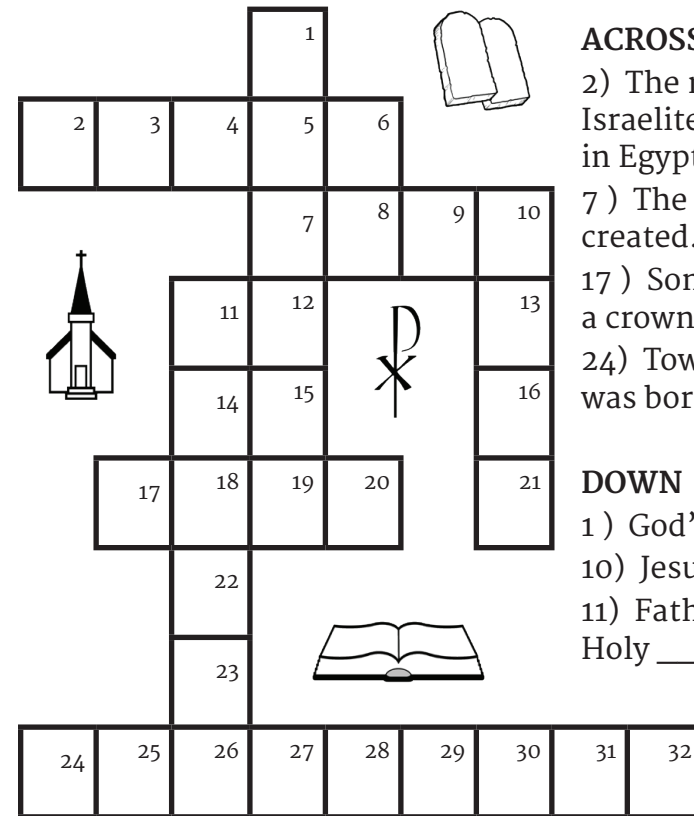 1
2 3 4 5 6
7 8 9 10
11 12 13
14 15 16
17 18 19 20 21
22
23
24 25 26 27 28 29 30 31 32
ACROSS
2) The
Israelite
in Egypt
7 ) The
created.
17 ) Son
a crown
24) Tow
was bor
DOWN
1 ) God’
10) Jesu
11) Fath
Holy __